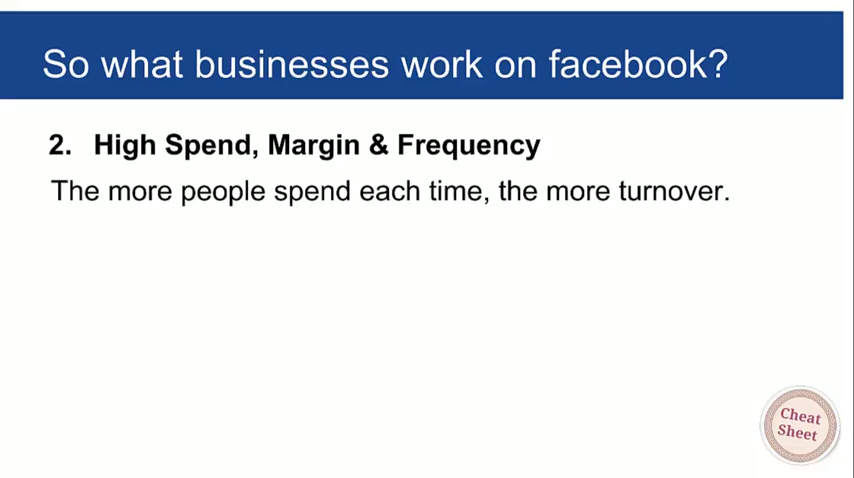 So what businesses work on facebook?
2. High Spend, Margin & Frequency
The more people spend each time, the more turnover.
Cheat
Sheet